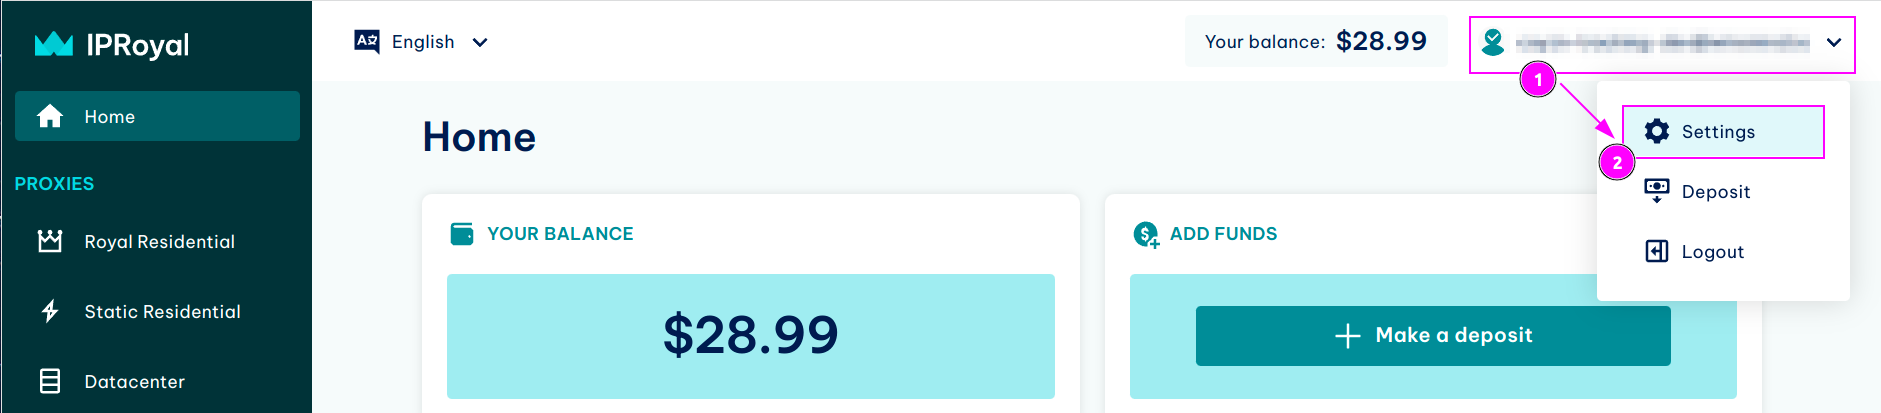 IPRoyal
English
Your balance: $28.99
1
Home
Home
Settings
2
PROXIES
Deposit
Royal Residential
YOUR BALANCE
ADD FUNDS
Logout
Static Residential
$28.99
Make a deposit
Datacenter